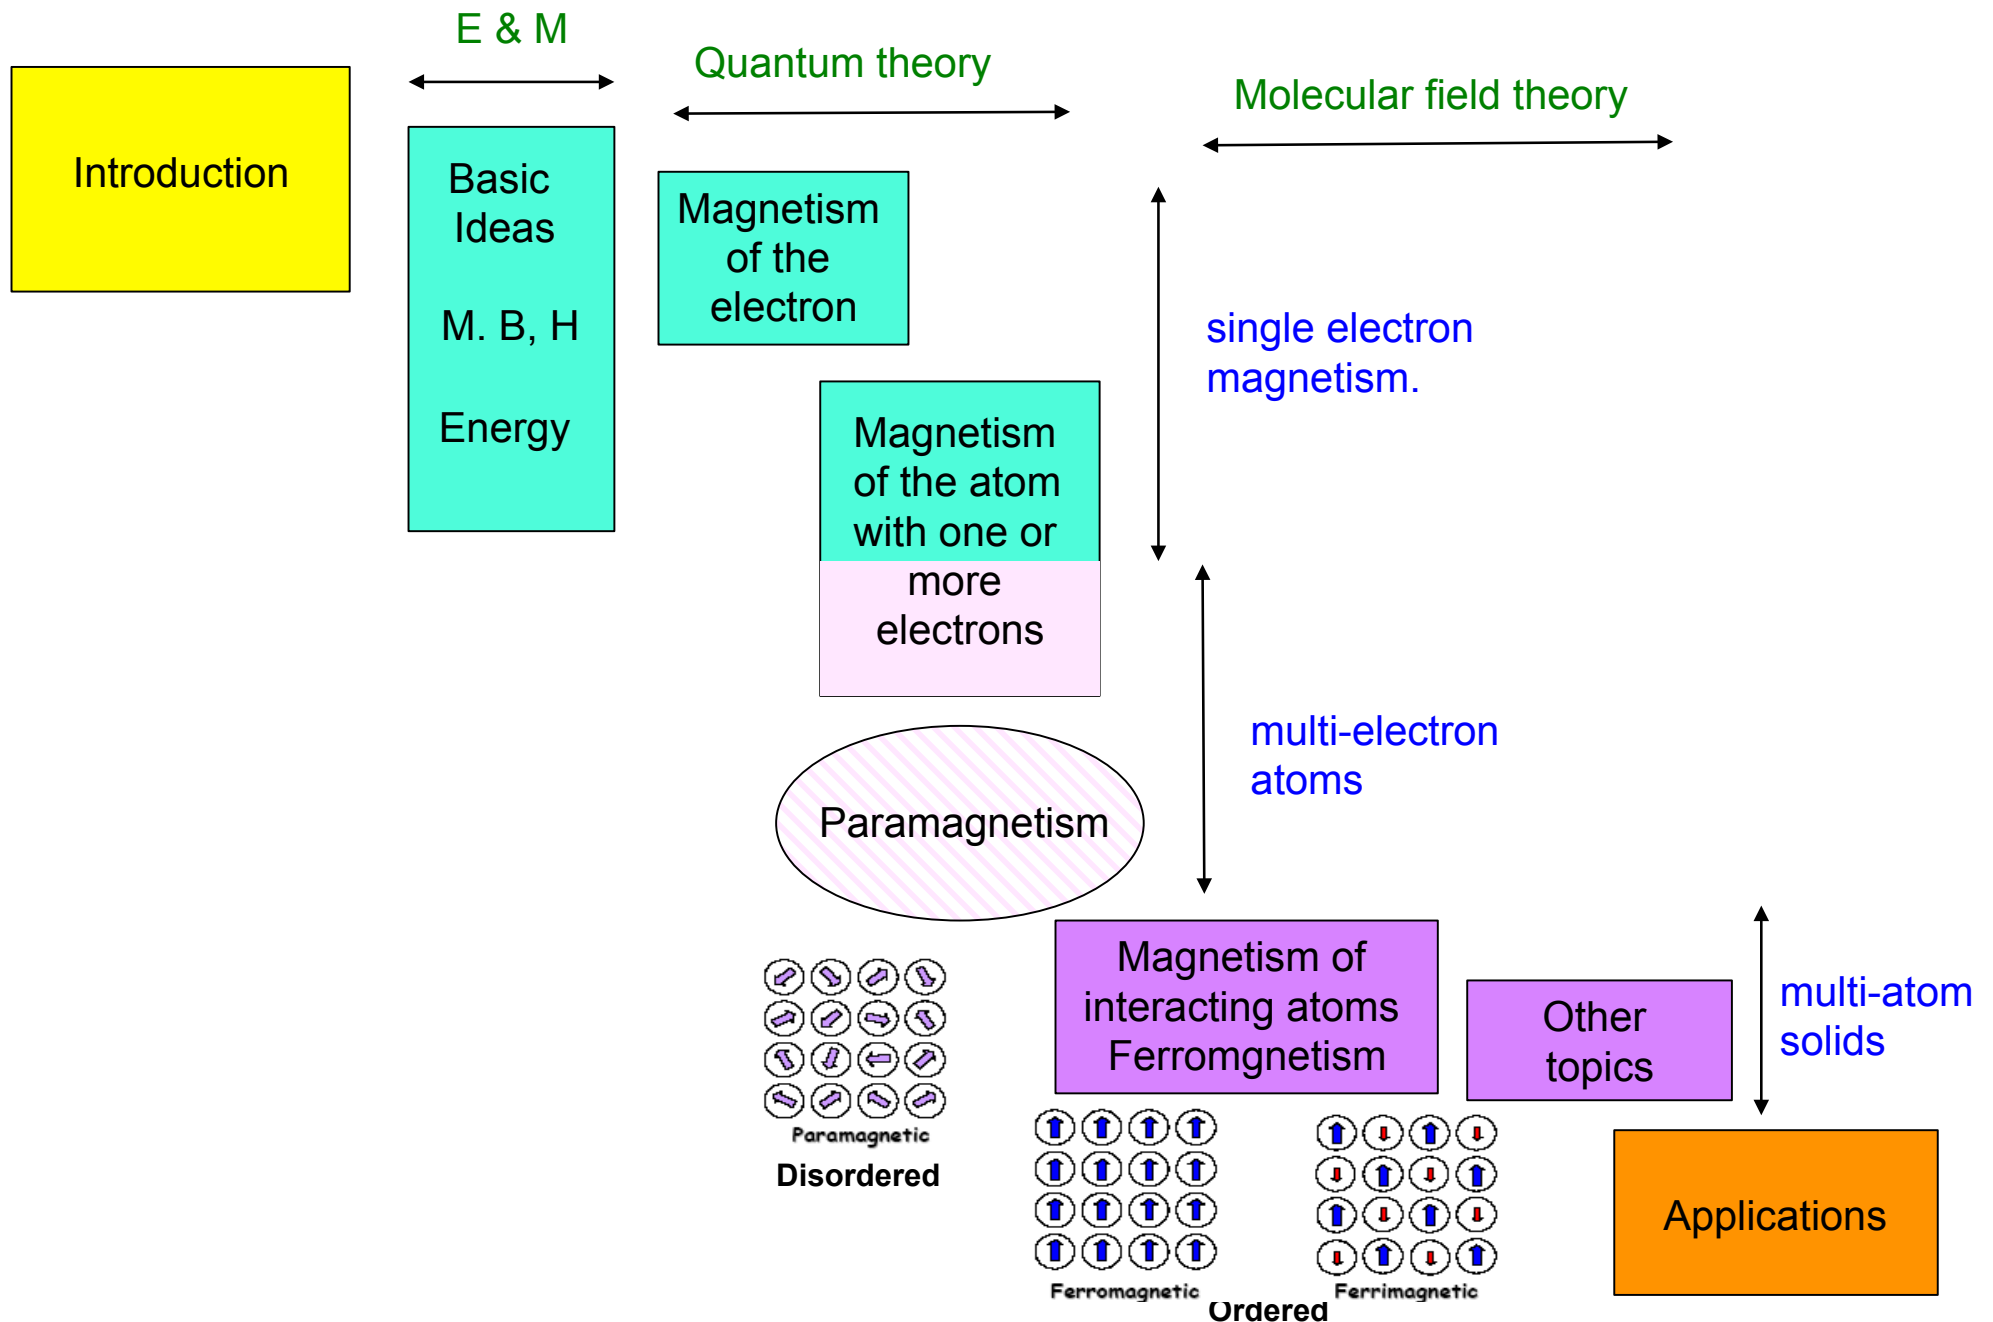 E & M
Quantum theory
Molecular field theory
Introduction
Basic
Ideas
M. B, H
Energy
Magnetism
of the
electron
single electron
magnetism.
Magnetism
of the atom
with one or
more
electrons
multi-electron
atoms
Paramagnetism
Magnetism of
interacting atoms
Ferromgnetism
Other
topics
multi-atom
solids
Paramagnetic
Disordered
Ferromagnetic
Ferrimagnetic
Ordered
Applications